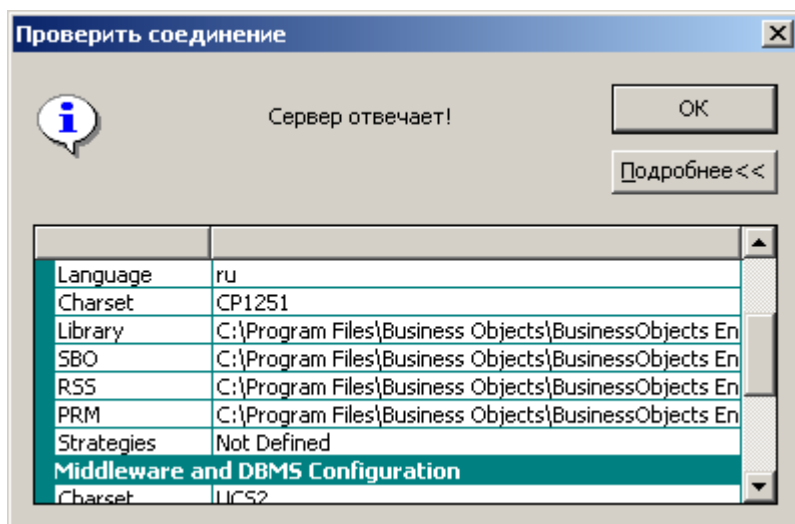 Проверить соединение
Сервер отвечает!
OK
Подробнее<<
Language ru
Charset CP1251
Library C:\Program Files\Business Objects\BusinessObjects En
SBO C:\Program Files\Business Objects\BusinessObjects En
RSS C:\Program Files\Business Objects\BusinessObjects En
PRM C:\Program Files\Business Objects\BusinessObjects En
Strategies Not Defined
Middleware and DBMS Configuration
Charset UCS2